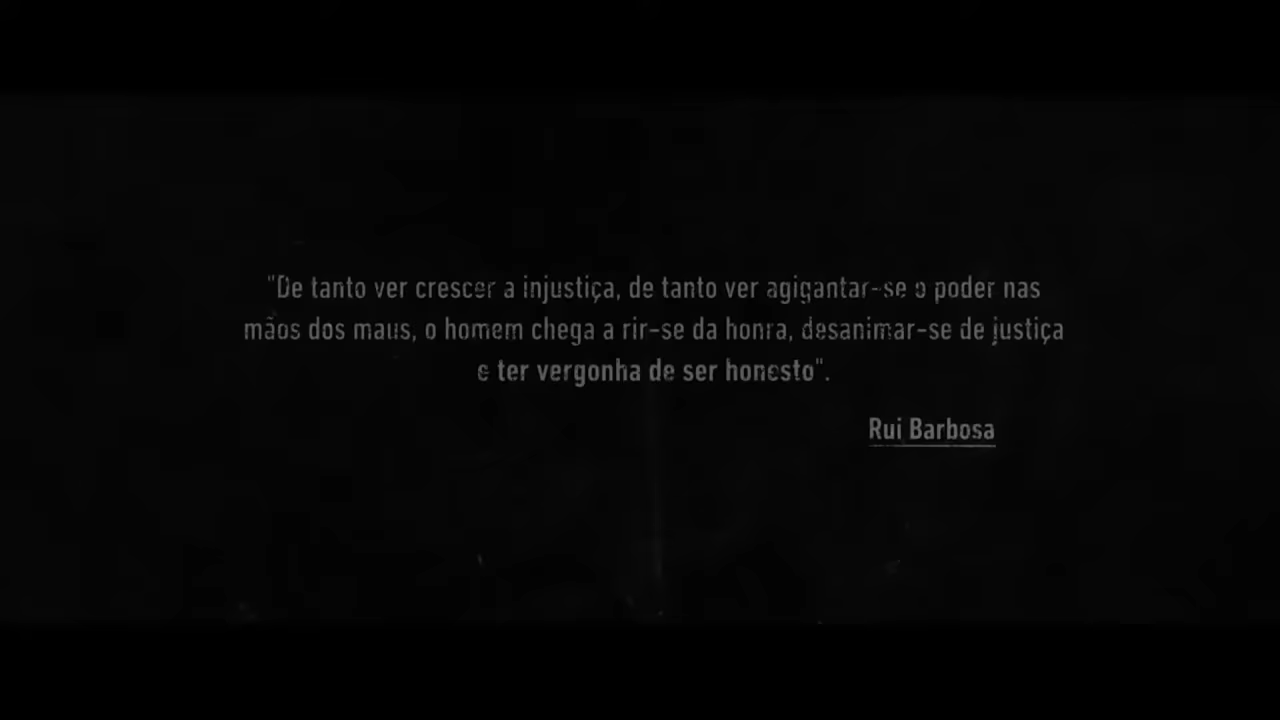 "De tanto ver crescer a injustiça, de tanto ver agigantar-se o poder nas
mãos dos maus, o homem chega a rir-se da honra, desanimar-se de justiça
e ter vergonha de ser honesto".
Rui Barbosa